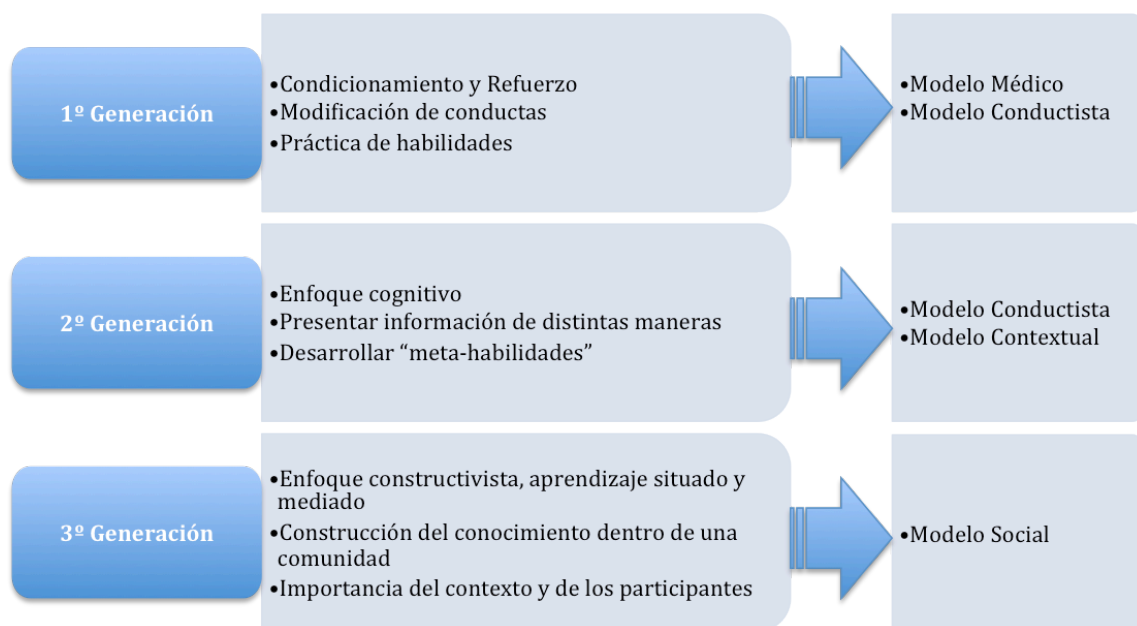 1º Generación
•Condicionamiento y Refuerzo
•Modificación de conductas
•Práctica de habilidades
•Modelo Médico
•Modelo Conductista
2º Generación
•Enfoque cognitivo
•Presentar información de distintas maneras
•Desarrollar “meta-habilidades”
•Modelo Conductista
•Modelo Contextual
3º Generación
•Enfoque constructivista, aprendizaje situado y
mediado
•Construcción del conocimiento dentro de una
comunidad
•Importancia del contexto y de los participantes
•Modelo Social